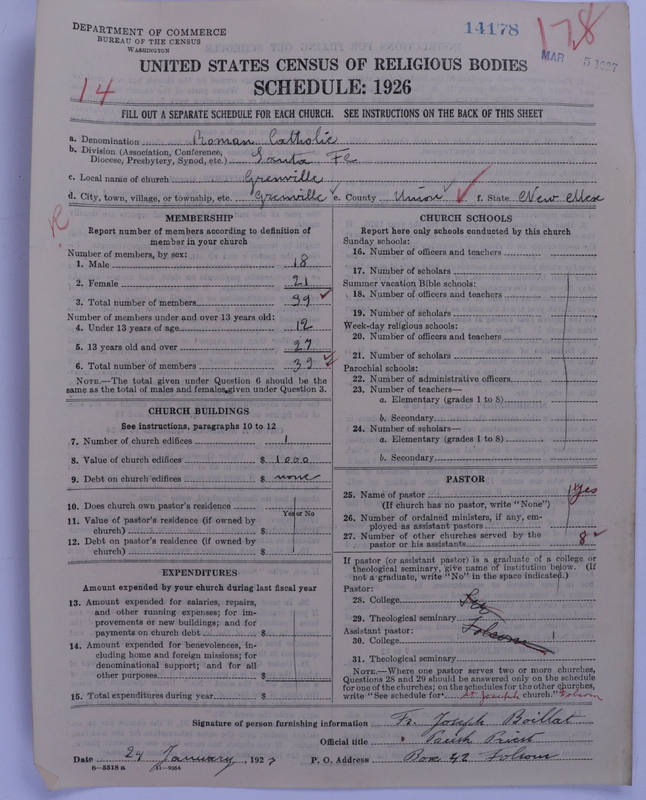 DEPARTMENT OF COMMERCE
BUREAU OF THE CENSUS
WASHINGTON
14178
178
MAR 5 1927
14
UNITED STATES CENSUS OF RELIGIOUS BODIES
SCHEDULE: 1926
FILL OUT A SEPARATE SCHEDULE FOR EACH CHURCH. SEE INSTRUCTIONS ON THE BACK OF THIS SHEET
a. Denomination Roman Catholic
b. Division (Association, Conference, Diocese, Presbytery, Synod, etc.) Santa Fe
c. Local name of church Grenville
d. City, town, village, or township, etc. Grenville e. County Union f. State New Mex
MEMBERSHIP
Report number of members according to definition of
member in your church
Number of members, by sex:
1. Male 18
2. Female 21
3. Total number of members 39
Number of members under and over 13 years old:
4. Under 13 years of age 12
5. 13 years old and over 27
6. Total number of members 39
NOTE.—The total given under Question 6 should be the
same as the total of males and females given under Question 3.
CHURCH BUILDINGS
See instructions, paragraphs 10 to 12
7. Number of church edifices 1
8. Value of church edifices $ 1000
9. Debt on church edifices $ none
10. Does church own pastor's residence
Yes or No
11. Value of pastor's residence (if owned by
church) $
12. Debt on pastor's residence (if owned by
church) $
EXPENDITURES
Amount expended by your church during last fiscal year
13. Amount expended for salaries, repairs,
and other running expenses; for im-
provements or new buildings; and for
payments on church debt $
14. Amount expended for benevolences, in-
cluding home and foreign missions; for
denominational support; and for all
other purposes $
15. Total expenditures during year $
CHURCH SCHOOLS
Report here only schools conducted by this church
Sunday schools:
16. Number of officers and teachers
17. Number of scholars
Summer vacation Bible schools:
18. Number of officers and teachers
19. Number of scholars
Week-day religious schools:
20. Number of officers and teachers
21. Number of scholars
Parochial schools:
22. Number of administrative officers
23. Number of teachers—
a. Elementary (grades 1 to 8)
b. Secondary
24. Number of scholars—
a. Elementary (grades 1 to 8)
b. Secondary
PASTOR
25. Name of pastor yes
(If church has no pastor, write "None")
26. Number of ordained ministers, if any, em-
ployed as assistant pastors
27. Number of other churches served by the
pastor or his assistants 8
If pastor (or assistant pastor) is a graduate of a college or
theological seminary, give name of institution below. (If
not a graduate, write "No" in the space indicated.)
Pastor:
28. College
29. Theological seminary Folsom
Assistant pastor:
30. College
31. Theological seminary
NOTE.—Where one pastor serves two or more churches,
Questions 28 and 29 should be answered only on the schedule
for one of the churches; on the schedules for the other churches,
write "See schedule for St. Joseph church." Folsom
Signature of person furnishing information Fr. Joseph Boillat
Official title Parish Priest
Date 24 January, 1927 P. O. Address Box 42 Folsom
6—5518 a 11—9264